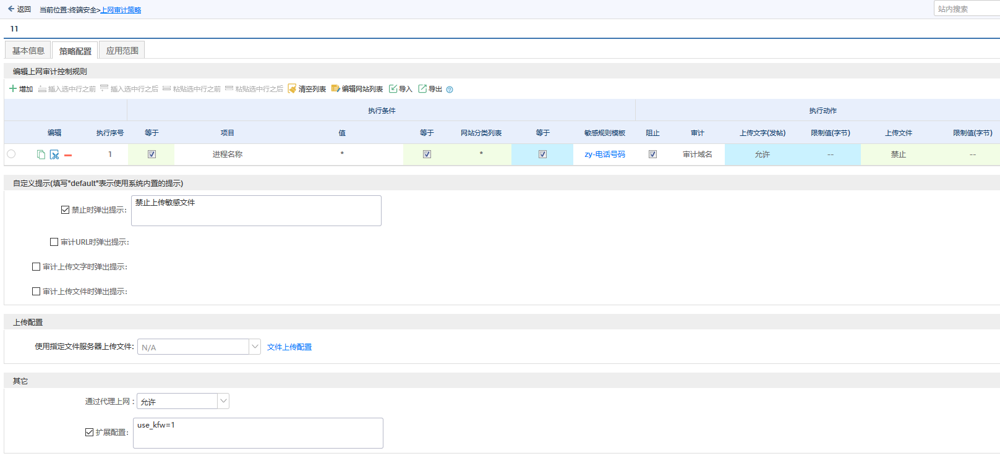 返回 当前位置:终端安全>上网审计策略 站内搜索
11
基本信息 策略配置 应用范围
编辑上网审计控制规则
增加 插入选中行之前 插入选中行之后 粘贴选中行之前 粘贴选中行之后 清空列表 编辑网站列表 导入 导出
执行条件 执行动作
编辑 执行序号 等于 项目 值 等于 网站分类列表 等于 敏感规则模板 阻止 审计 上传文字(发帖) 限制值(字节) 上传文件 限制值(字节)
1 进程名称 * * zy-电话号码 审计域名 允许 -- 禁止 --
自定义提示(填写"default"表示使用系统内置的提示)
禁止时弹出提示: 禁止上传敏感文件
审计URL时弹出提示:
审计上传文字时弹出提示:
审计上传文件时弹出提示:
上传配置
使用指定文件服务器上传文件: N/A 文件上传配置
其它
通过代理上网: 允许
扩展配置: use_kfw=1